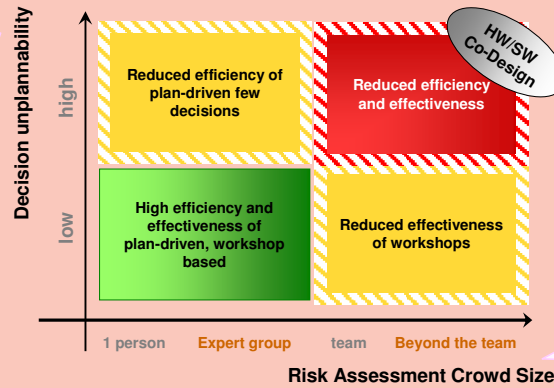 Decision unplannability
high
low
Reduced efficiency of
plan-driven few
decisions
Reduced efficiency
and effectiveness
HW/SW
Co-Design
High efficiency and
effectiveness of
plan-driven, workshop
based
Reduced effectiveness
of workshops
1 person Expert group team Beyond the team
Risk Assessment Crowd Size